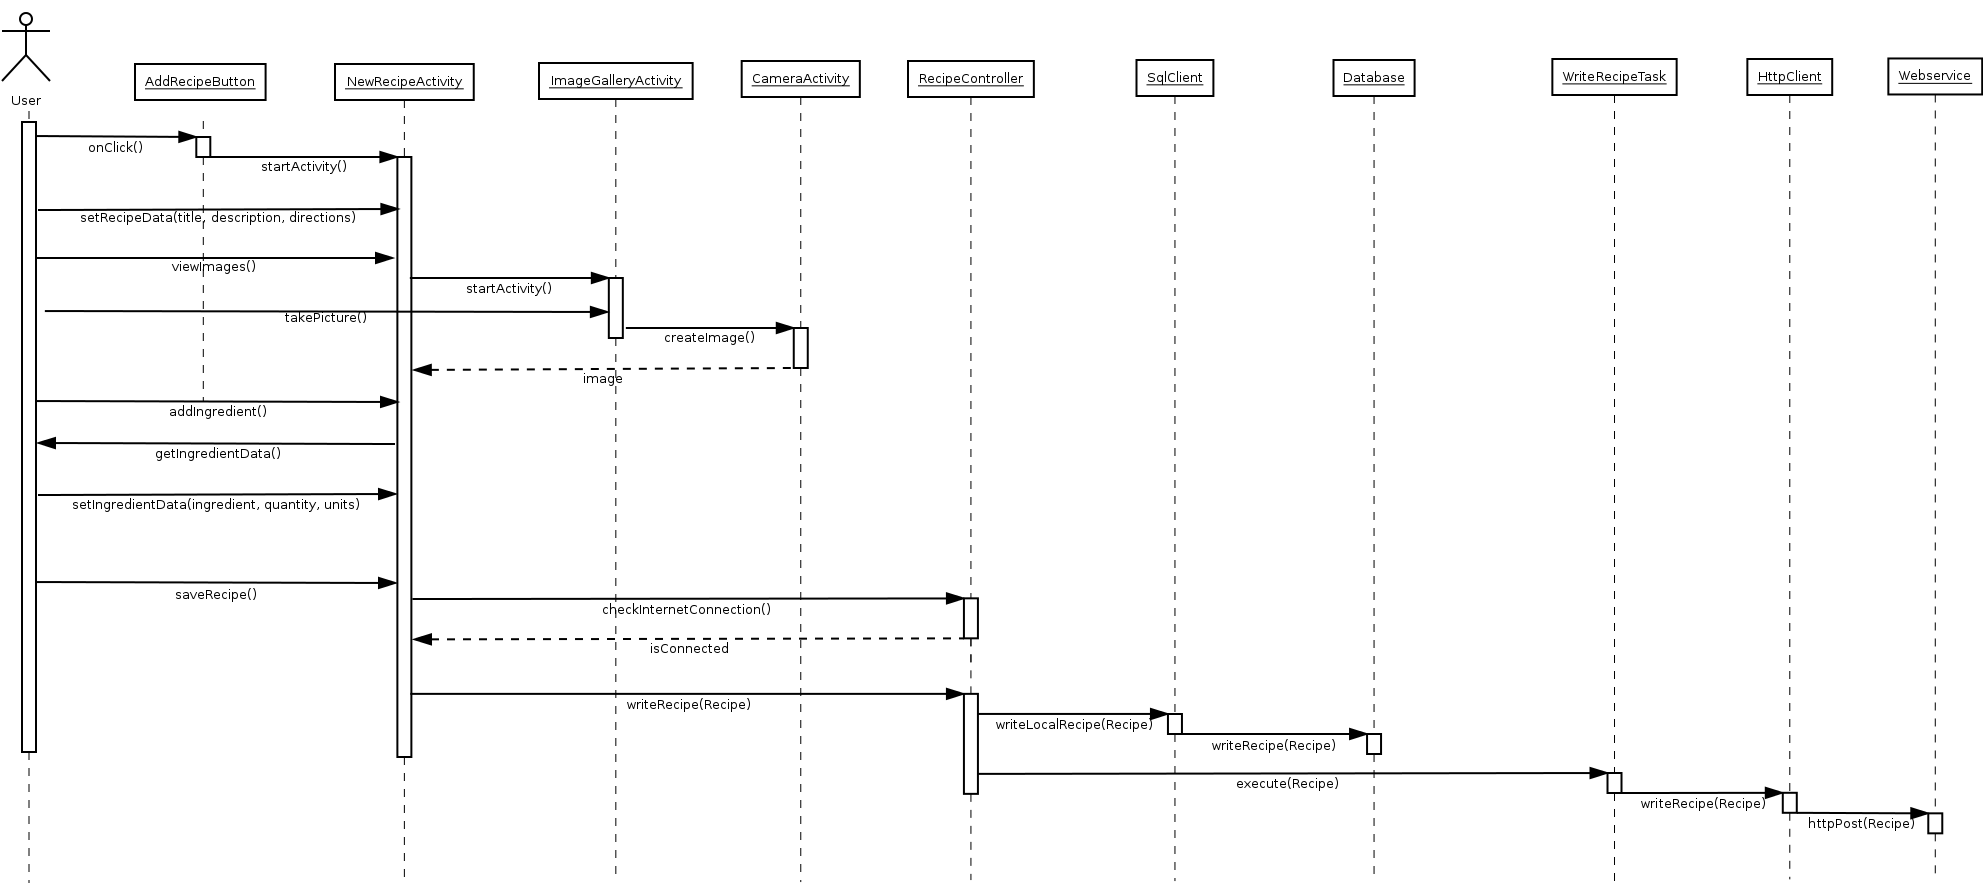 User
AddRecipeButton
NewRecipeActivity
ImageGalleryActivity
CameraActivity
RecipeController
SqlClient
Database
WriteRecipeTask
HttpClient
Webservice
onClick()
startActivity()
setRecipeData(title, description, directions)
viewImages()
startActivity()
takePicture()
createImage()
image
addIngredient()
getIngredientData()
setIngredientData(ingredient, quantity, units)
saveRecipe()
checkInternetConnection()
isConnected
writeRecipe(Recipe)
writeLocalRecipe(Recipe)
writeRecipe(Recipe)
execute(Recipe)
writeRecipe(Recipe)
httpPost(Recipe)